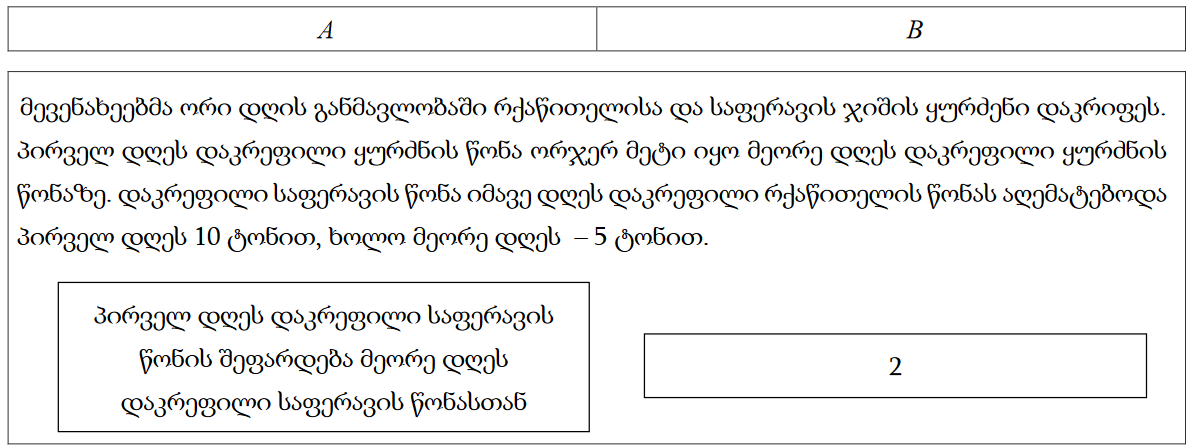 A B
მევენახეებმა ორი დღის განმავლობაში რქაწითელისა და საფერავის ჯიშის ყურძენი დაკრიფეს.
პირველ დღეს დაკრეფილი ყურძნის წონა ორჯერ მეტი იყო მეორე დღეს დაკრეფილი ყურძნის
წონაზე. დაკრეფილი საფერავის წონა იმავე დღეს დაკრეფილი რქაწითელის წონას აღემატებოდა
პირველ დღეს 10 ტონით, ხოლო მეორე დღეს – 5 ტონით.
პირველ დღეს დაკრეფილი საფერავის
წონის შეფარდება მეორე დღეს
დაკრეფილი საფერავის წონასთან
2